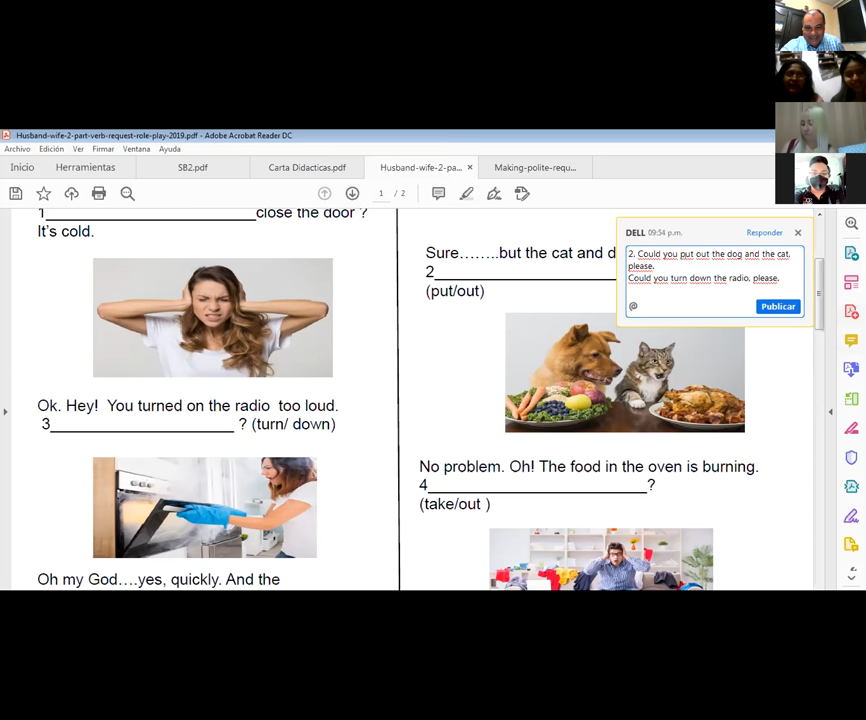 Husband-wife-2-part-verb-request-role-play-2019.pdf - Adobe Acrobat Reader DC
Archivo Edición Ver Firmar Ventana Ayuda
Inicio Herramientas SB2.pdf Carta Didacticas.pdf Husband-wife-2-pa... × Making-polite-requ...
1 / 2
1__________________________close the door ?
It's cold.
Ok. Hey! You turned on the radio too loud.
3_______________________ ? (turn/ down)
Oh my God….yes, quickly. And the
Sure……..but the cat and d
2_______________________
(put/out)
No problem. Oh! The food in the oven is burning.
4___________________________?
(take/out )
DELL 09:54 p.m. Responder ×
2. Could you put out the dog and the cat,
please.
Could you turn down the radio, please.
@ Publicar